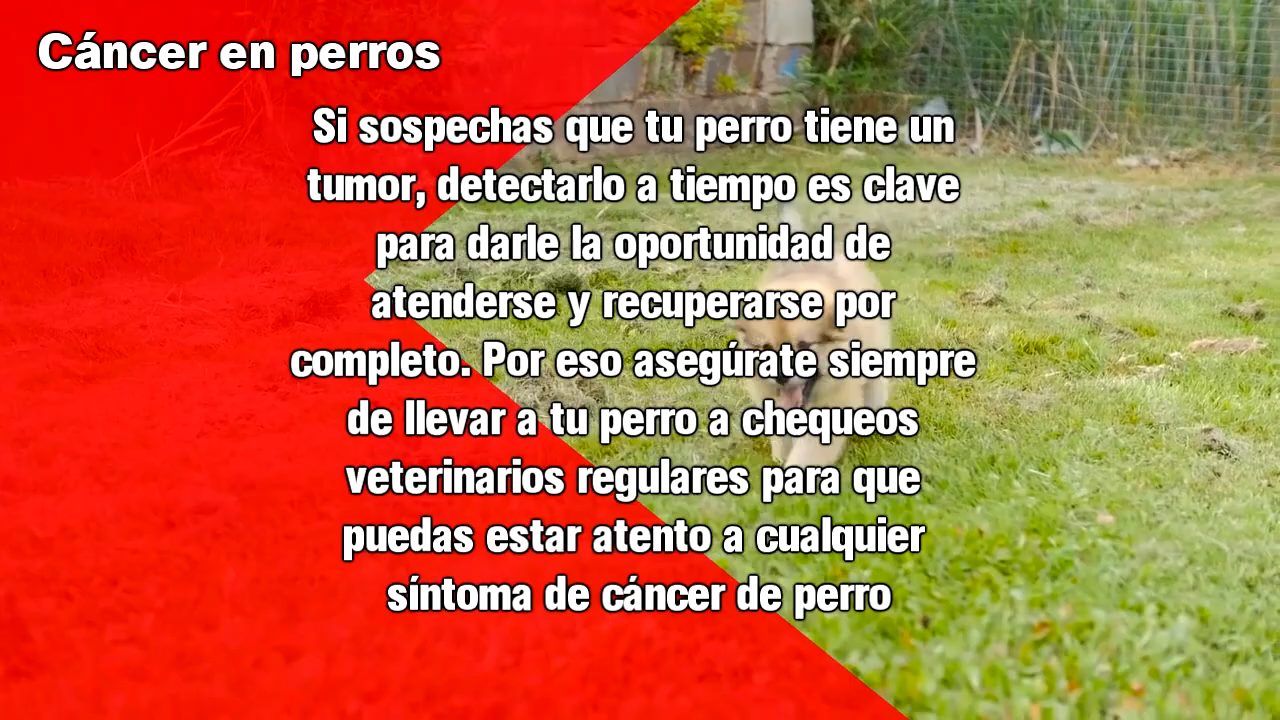 Cáncer en perros
Si sospechas que tu perro tiene un
tumor, detectarlo a tiempo es clave
para darle la oportunidad de
atenderse y recuperarse por
completo. Por eso asegúrate siempre
de llevar a tu perro a chequeos
veterinarios regulares para que
puedas estar atento a cualquier
síntoma de cáncer de perro